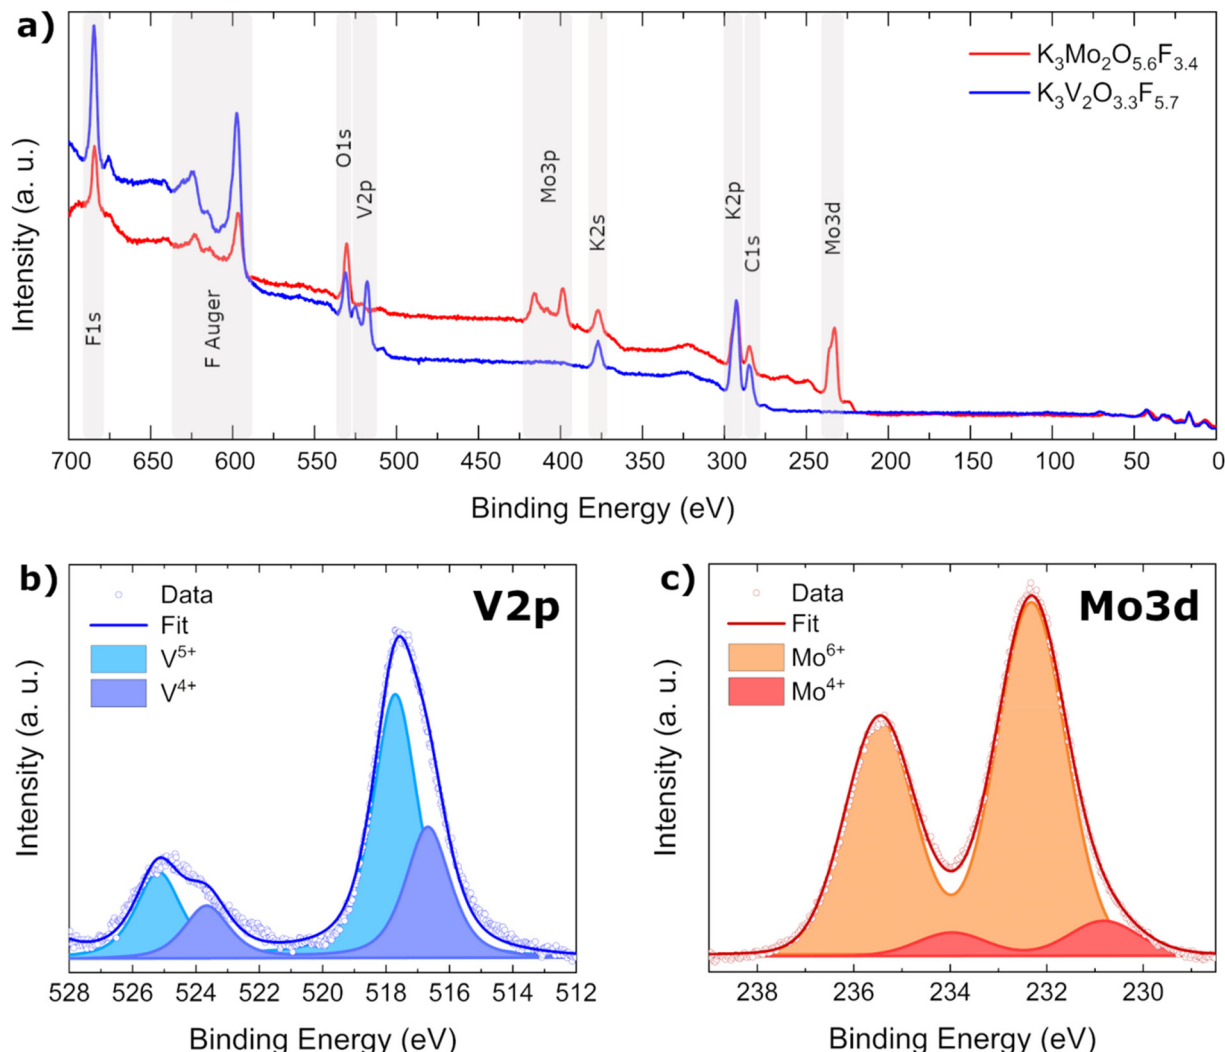 a)
K₃Mo₂O₅.₆F₃.₄
K₃V₂O₃.₃F₅.₇
Intensity (a. u.)
F1s
F Auger
O1s
V2p
Mo3p
K2s
K2p
C1s
Mo3d
700 650 600 550 500 450 400 350 300 250 200 150 100 50 0
Binding Energy (eV)
b)
Data
Fit
V⁵⁺
V⁴⁺
V2p
Intensity (a. u.)
528 526 524 522 520 518 516 514 512
Binding Energy (eV)
c)
Data
Fit
Mo⁶⁺
Mo⁴⁺
Mo3d
Intensity (a. u.)
238 236 234 232 230
Binding Energy (eV)